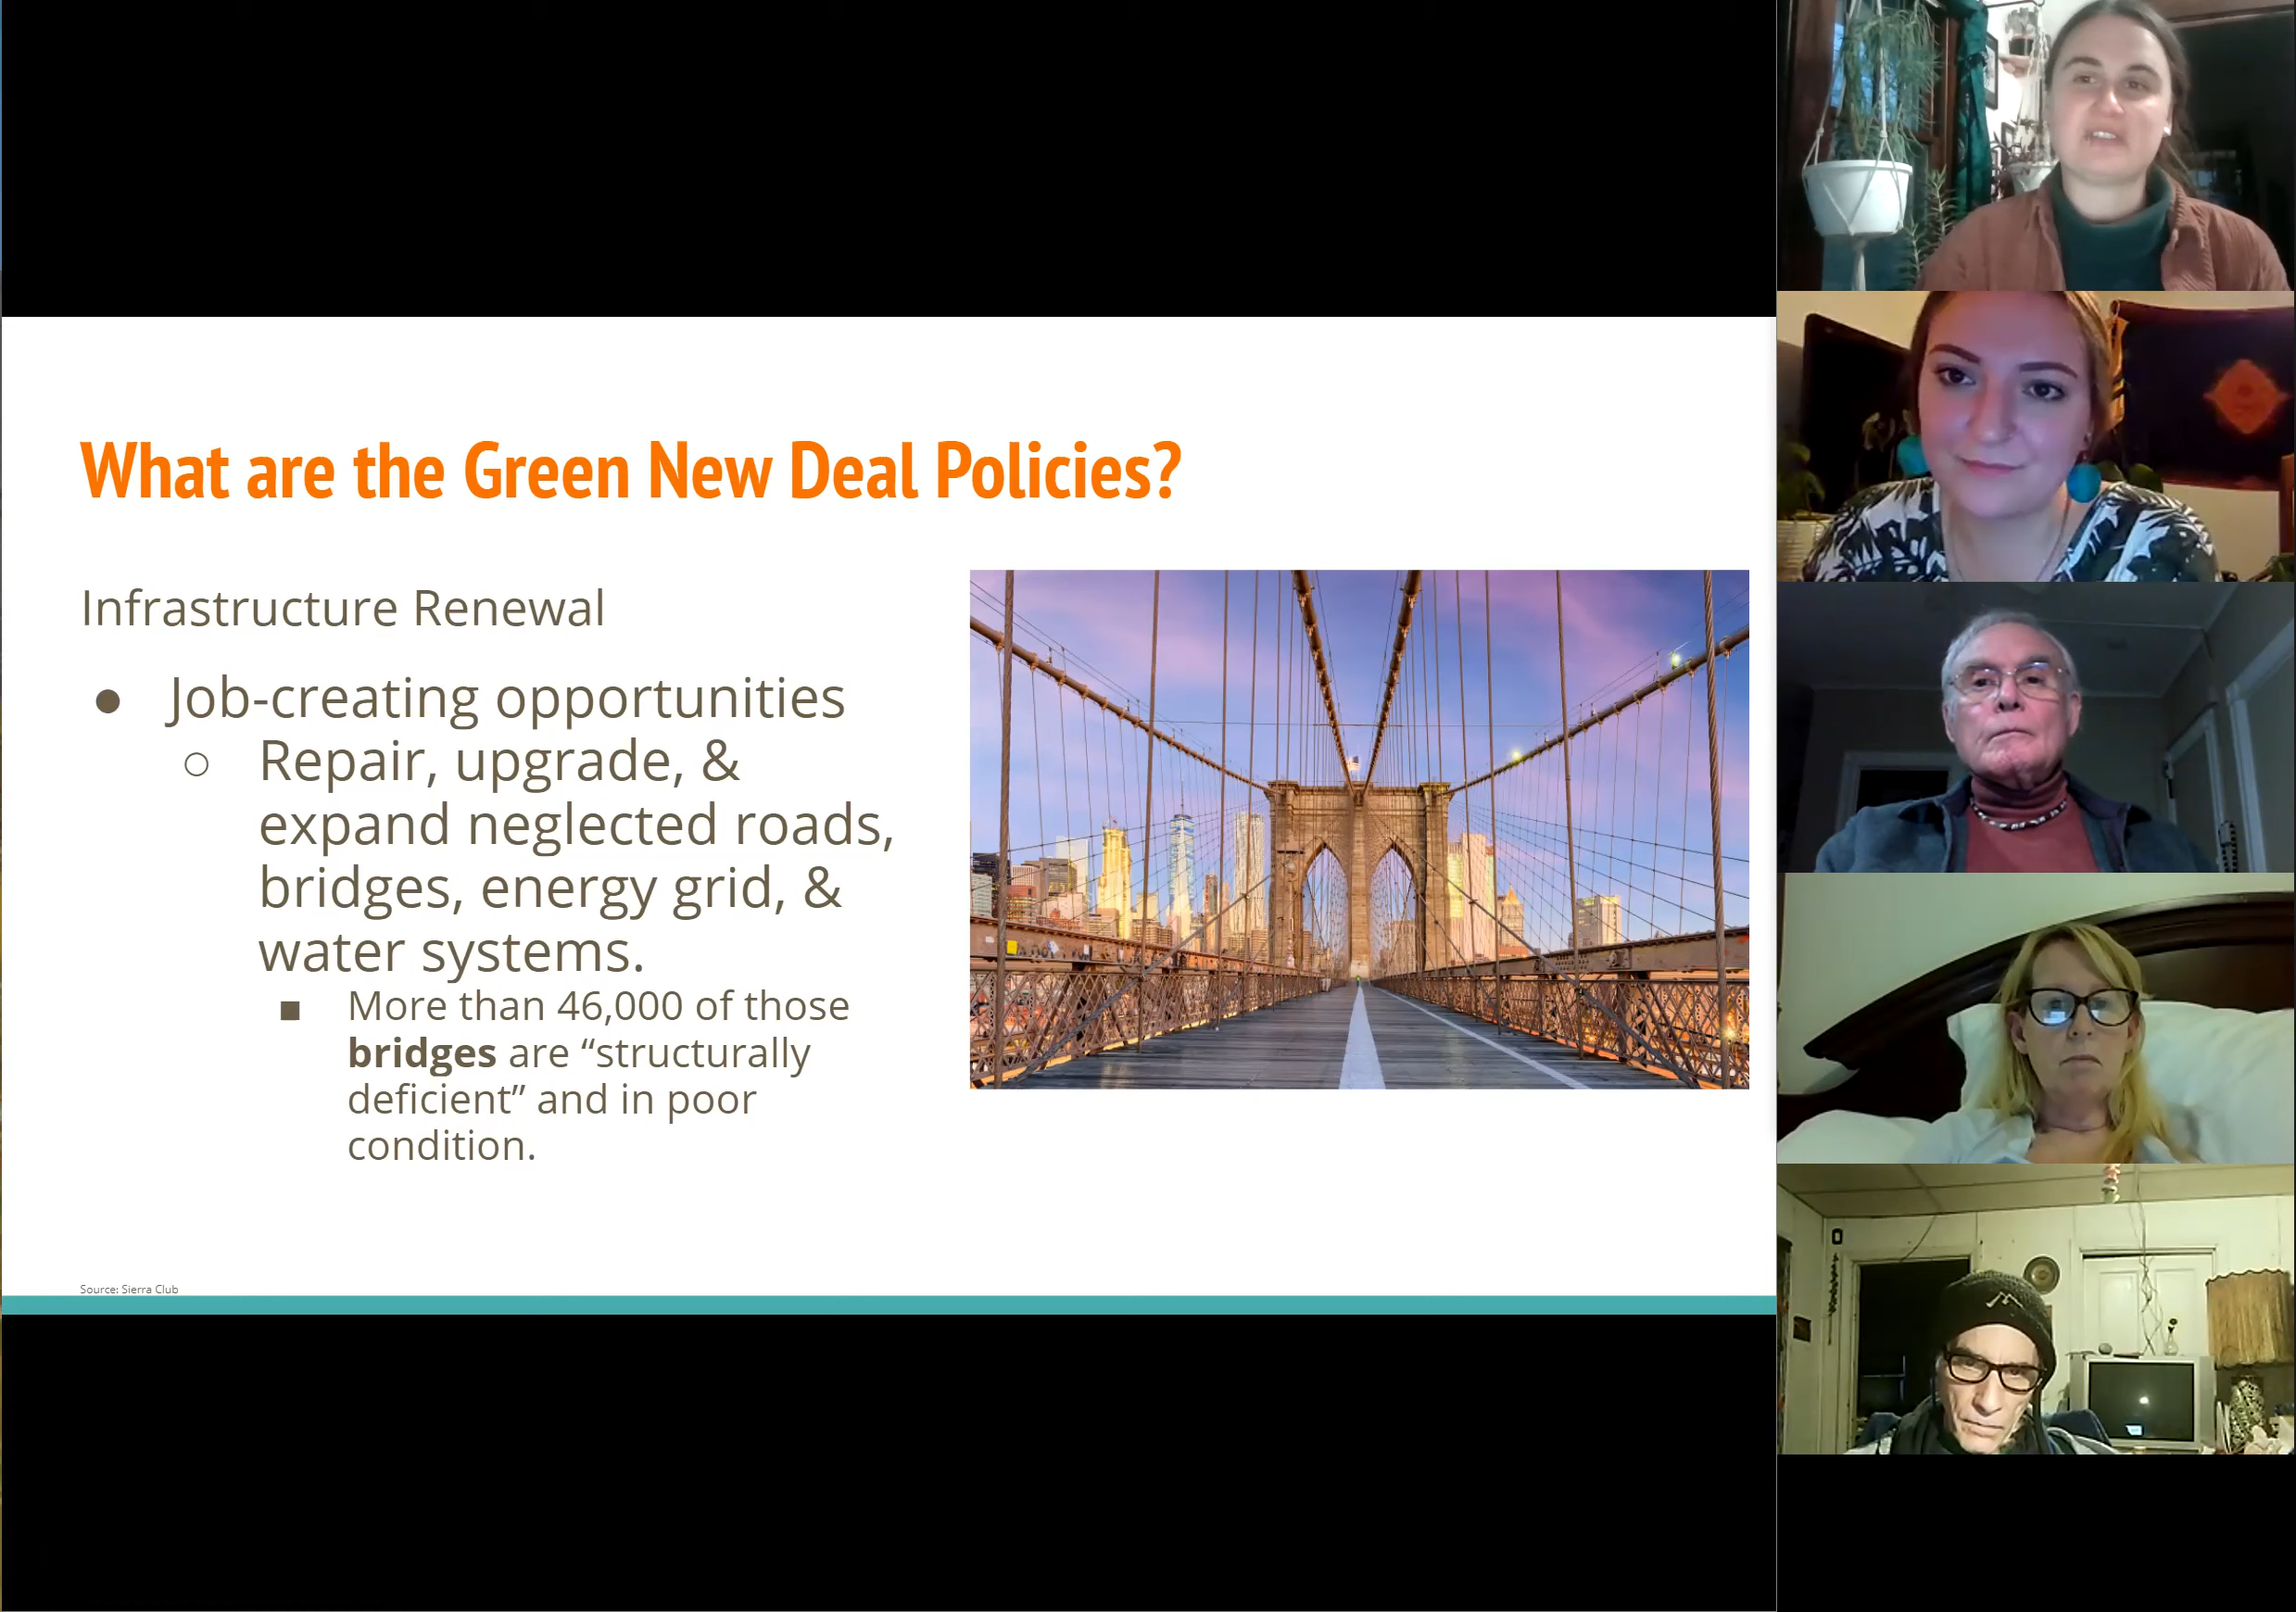 What are the Green New Deal Policies?
Infrastructure Renewal
● Job-creating opportunities
○ Repair, upgrade, &
expand neglected roads,
bridges, energy grid, &
water systems.
■ More than 46,000 of those
bridges are “structurally
deficient” and in poor
condition.
Source: Sierra Club